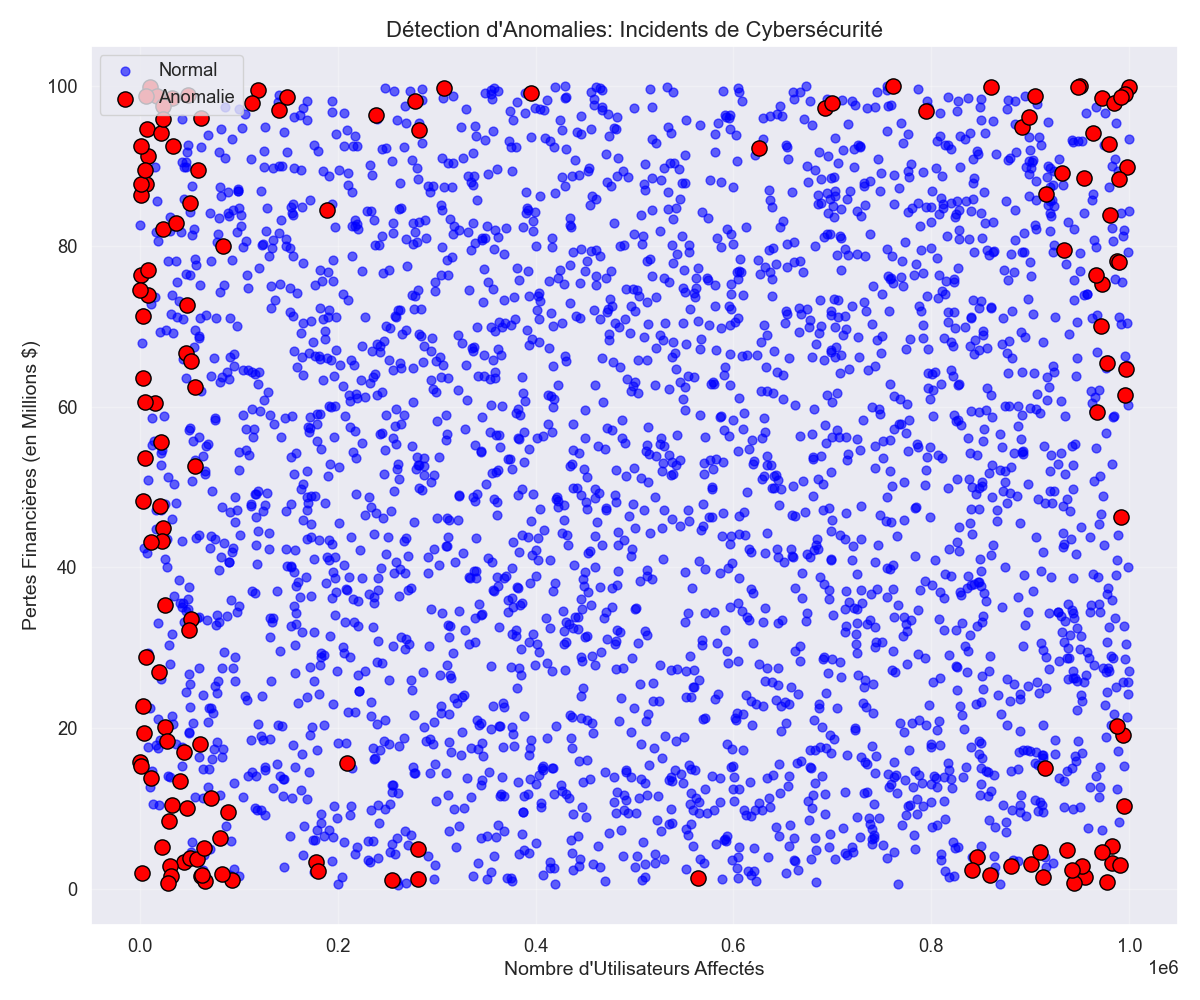 Détection d'Anomalies: Incidents de Cybersécurité
Normal
Anomalie
Pertes Financières (en Millions $)
100
80
60
40
20
0
0.0 0.2 0.4 0.6 0.8 1.0
1e6
Nombre d'Utilisateurs Affectés